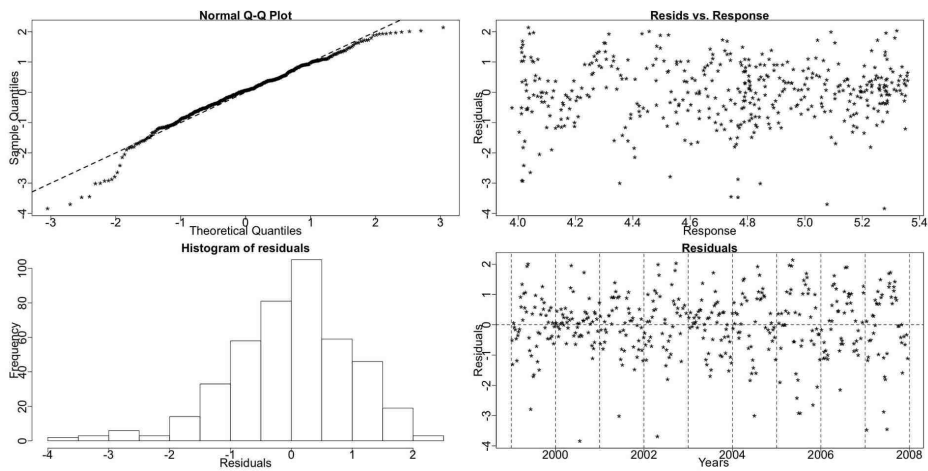 Normal Q-Q Plot
Sample Quantiles
2
1
0
-1
-2
-3
-4
-3 -2 -1 0 1 2 3
Theoretical Quantiles
Resids vs. Response
Residuals
2
1
0
-1
-2
-3
-4
4.0 4.2 4.4 4.6 4.8 5.0 5.2 5.4
Response
Histogram of residuals
Frequency
100
80
60
40
20
0
-4 -3 -2 -1 0 1 2
Residuals
Residuals
Residuals
2
1
0
-1
-2
-3
-4
2000 2002 2004 2006 2008
Years